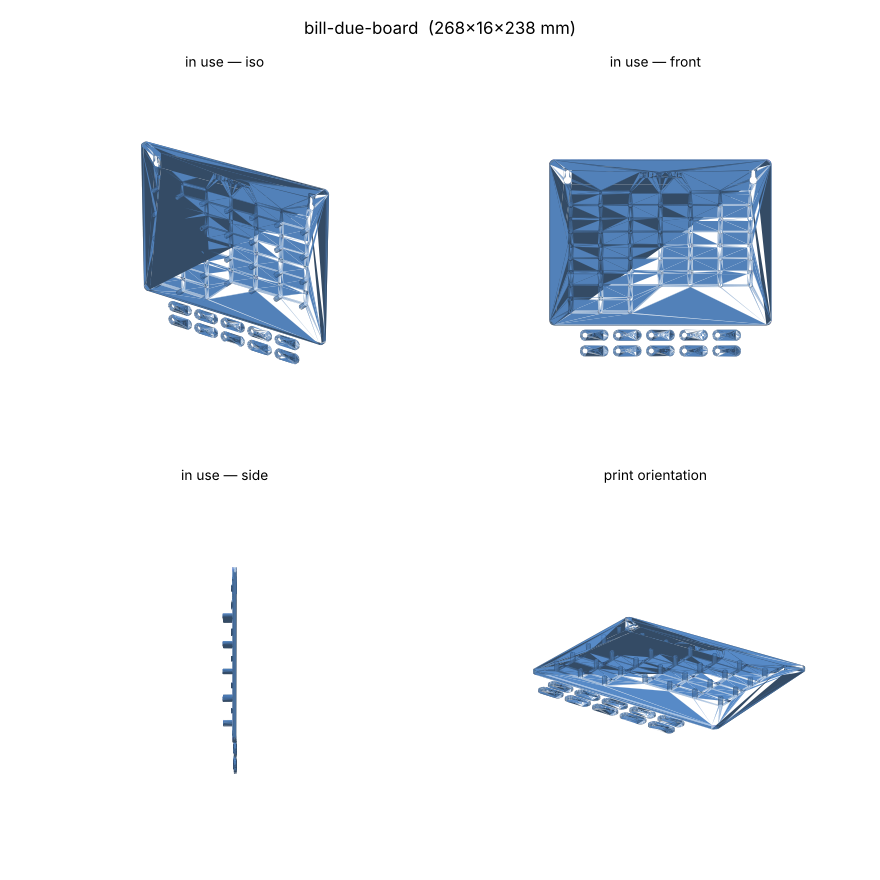 bill-due-board (268×16×238 mm)
in use — iso
in use — front
in use — side
print orientation